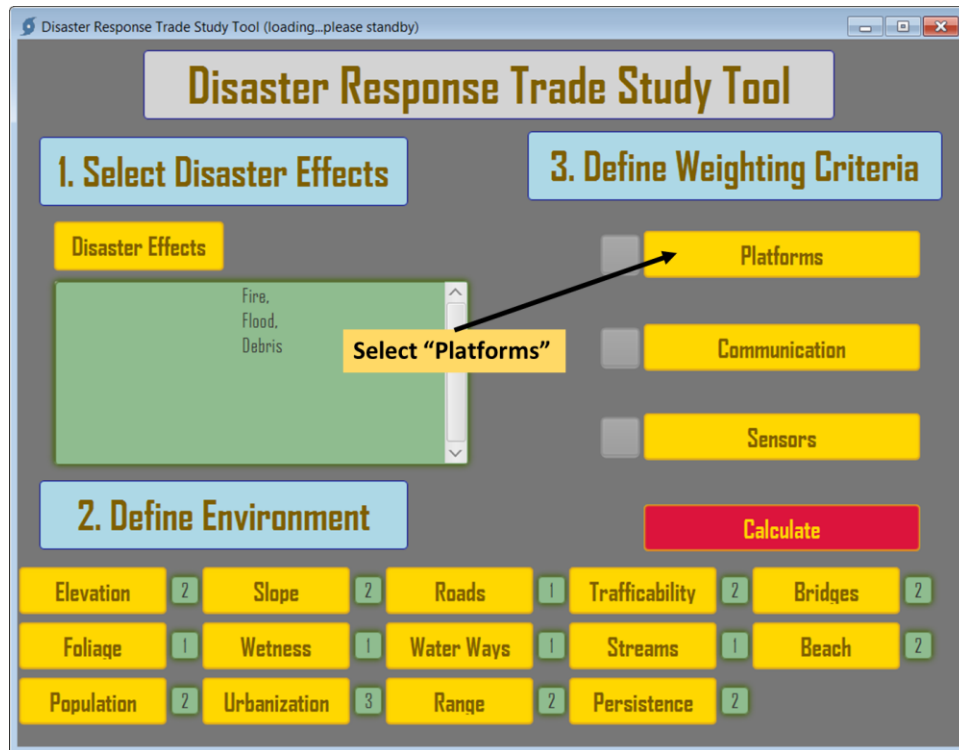 Disaster Response Trade Study Tool (loading...please standby)
Disaster Response Trade Study Tool
1. Select Disaster Effects
3. Define Weighting Criteria
Disaster Effects
Platforms
Fire,
Flood,
Debris
Select “Platforms”
Communication
Sensors
2. Define Environment
Calculate
Elevation 2 Slope 2 Roads 1 Trafficability 2 Bridges 2
Foliage 1 Wetness 1 Water Ways 1 Streams 1 Beach 2
Population 2 Urbanization 3 Range 2 Persistence 2